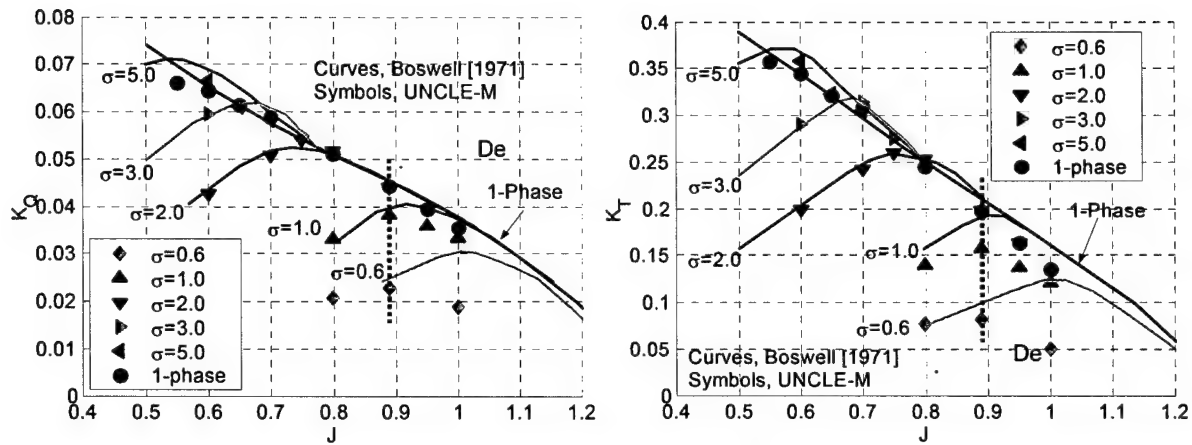 0.08
0.07
0.06
0.05
0.04
0.03
0.02
0.01
0
K_Q
σ=5.0
σ=3.0
σ=2.0
σ=1.0
σ=0.6
Curves, Boswell [1971]
Symbols, UNCLE-M
De
1-Phase
σ=0.6
σ=1.0
σ=2.0
σ=3.0
σ=5.0
1-phase
0.4 0.5 0.6 0.7 0.8 0.9 1 1.1 1.2
J
0.4
0.35
0.3
0.25
0.2
0.15
0.1
0.05
0
K_T
σ=5.0
σ=3.0
σ=2.0
σ=1.0
σ=0.6
σ=0.6
σ=1.0
σ=2.0
σ=3.0
σ=5.0
1-phase
1-Phase
De
Curves, Boswell [1971]
Symbols, UNCLE-M
0.4 0.5 0.6 0.7 0.8 0.9 1 1.1 1.2
J